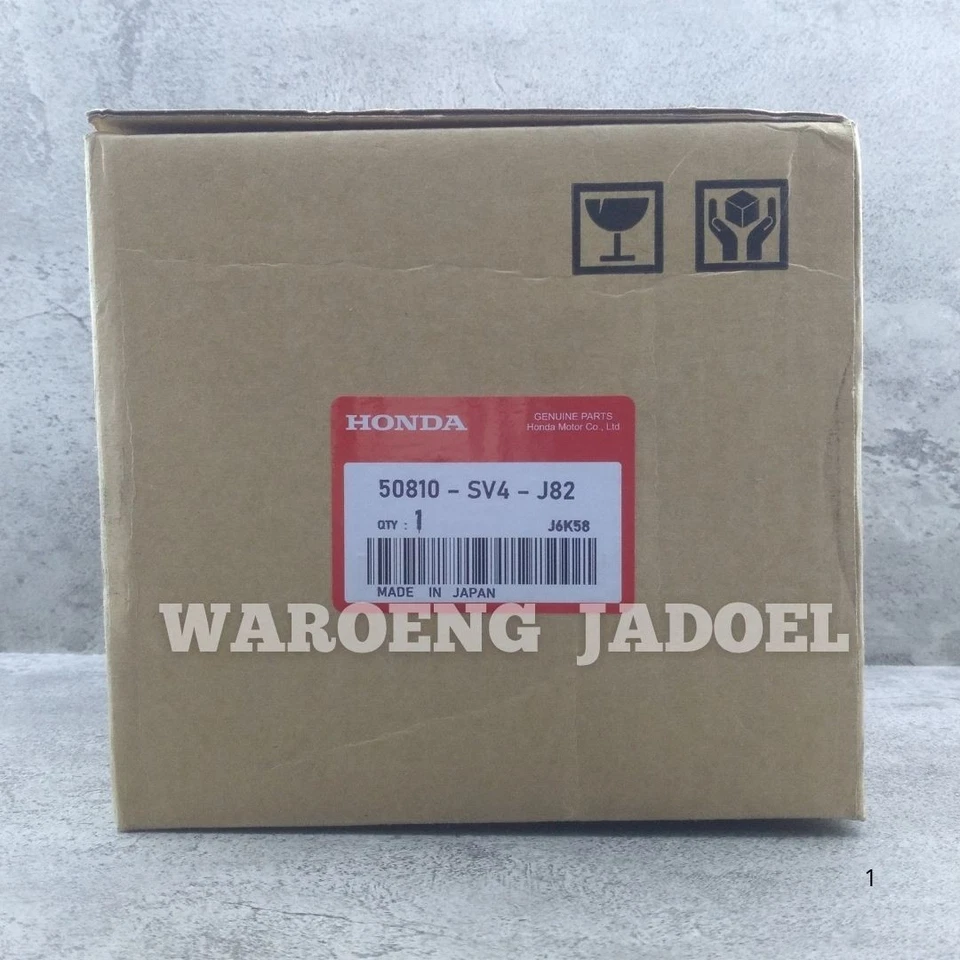 HONDA
GENUINE PARTS
Honda Motor Co., Ltd
50810 - SV4 - J82
QTY : 1
J6K58
MADE IN JAPAN
WAROENG JADOEL
1